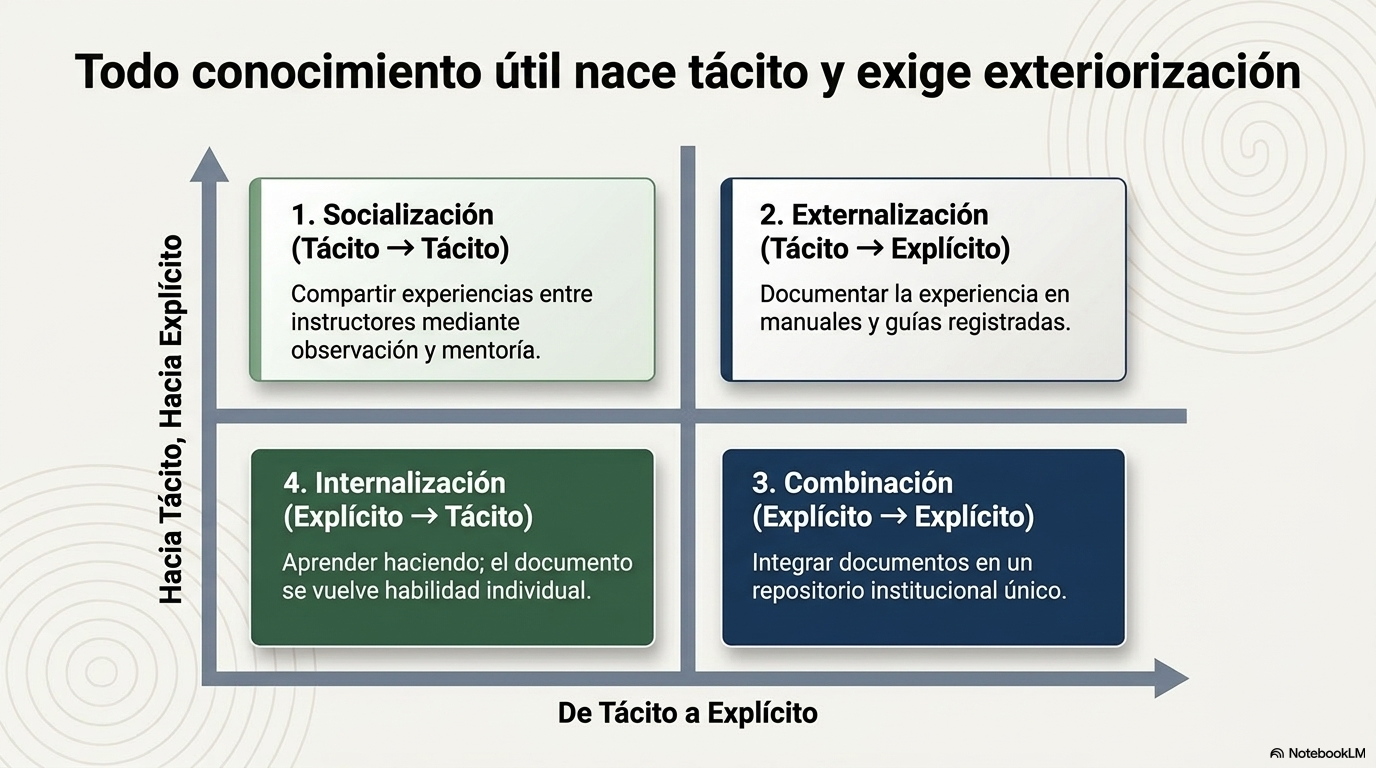 Todo conocimiento útil nace tácito y exige exteriorización
Hacia Tácito, Hacia Explícito
1. Socialización
(Tácito → Tácito)
Compartir experiencias entre
instructores mediante
observación y mentoría.
2. Externalización
(Tácito → Explícito)
Documentar la experiencia en
manuales y guías registradas.
4. Internalización
(Explícito → Tácito)
Aprender haciendo; el documento
se vuelve habilidad individual.
3. Combinación
(Explícito → Explícito)
Integrar documentos en un
repositorio institucional único.
De Tácito a Explícito
NotebookLM